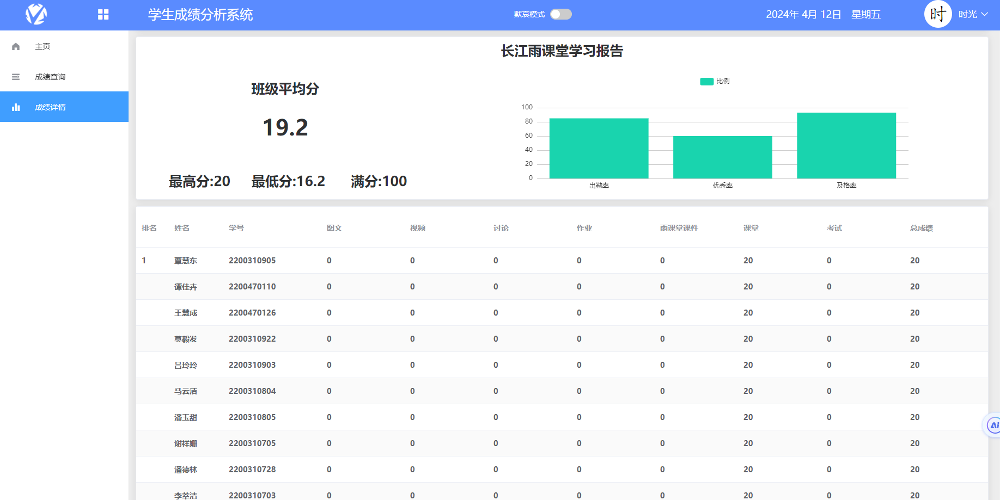 学生成绩分析系统
默哀模式
2024年 4月 12日 星期五
时
时光
主页
成绩查询
成绩详情
长江雨课堂学习报告
班级平均分
19.2
最高分:20 最低分:16.2 满分:100
比例
100
80
60
40
20
0
出勤率 优秀率 及格率
排名 姓名 学号 图文 视频 讨论 作业 雨课堂课件 课堂 考试 总成绩
1 覃慧东 2200310905 0 0 0 0 0 20 0 20
谭佳卉 2200470110 0 0 0 0 0 20 0 20
王慧成 2200470126 0 0 0 0 0 20 0 20
莫毅发 2200310922 0 0 0 0 0 20 0 20
吕玲玲 2200310903 0 0 0 0 0 20 0 20
马云洁 2200310804 0 0 0 0 0 20 0 20
潘玉甜 2200310805 0 0 0 0 0 20 0 20
谢祥姗 2200310705 0 0 0 0 0 20 0 20
潘德林 2200310728 0 0 0 0 0 20 0 20
李萃洁 2200310703 0 0 0 0 0 20 0 20
Ai